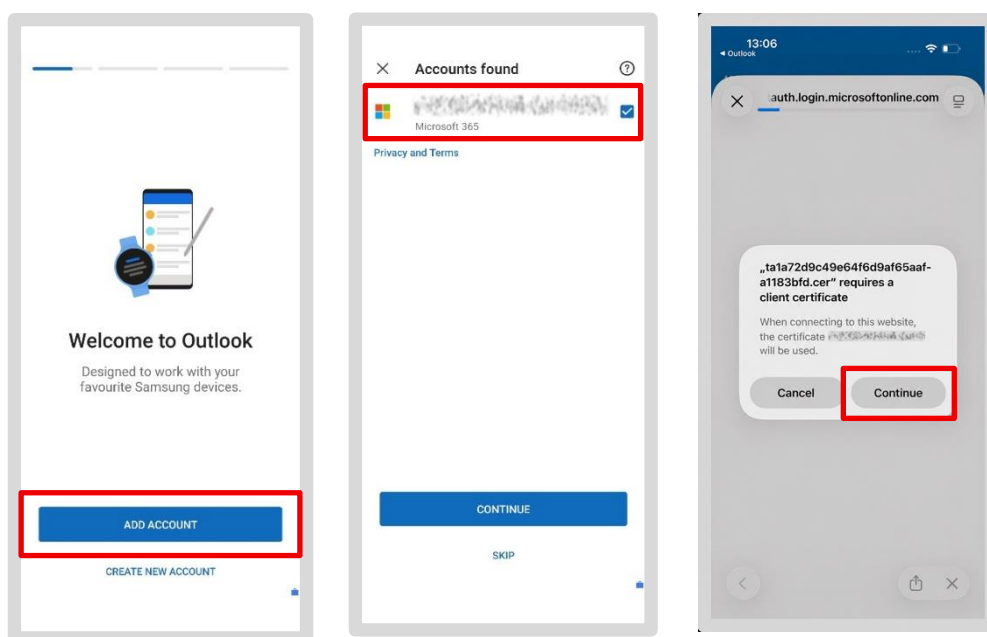 Welcome to Outlook
Designed to work with your
favourite Samsung devices.
ADD ACCOUNT
CREATE NEW ACCOUNT
Accounts found
Microsoft 365
Privacy and Terms
CONTINUE
SKIP
13:06
Outlook
auth.login.microsoftonline.com
„ta1a72d9c49e64f6d9af65aaf-
a1183bfd.cer" requires a
client certificate
When connecting to this website,
the certificate
will be used.
Cancel
Continue